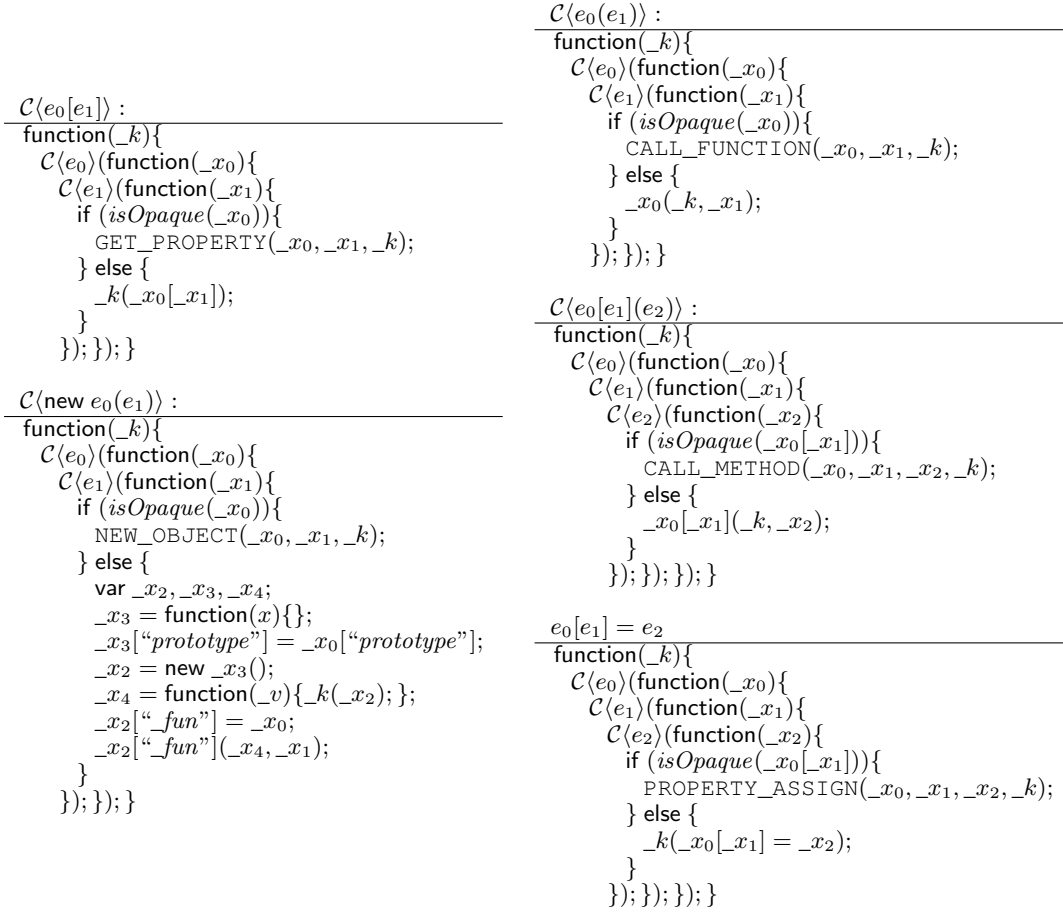 𝒞⟨e₀[e₁]⟩ :
function(_k){
𝒞⟨e₀⟩(function(_x₀){
𝒞⟨e₁⟩(function(_x₁){
if (isOpaque(_x₀)){
GET_PROPERTY(_x₀, _x₁, _k);
} else {
_k(_x₀[_x₁]);
}
}); }); }
𝒞⟨new e₀(e₁)⟩ :
function(_k){
𝒞⟨e₀⟩(function(_x₀){
𝒞⟨e₁⟩(function(_x₁){
if (isOpaque(_x₀)){
NEW_OBJECT(_x₀, _x₁, _k);
} else {
var _x₂, _x₃, _x₄;
_x₃ = function(x){};
_x₃[“prototype”] = _x₀[“prototype”];
_x₂ = new _x₃();
_x₄ = function(_v){_k(_x₂); };
_x₂[“_fun”] = _x₀;
_x₂[“_fun”](_x₄, _x₁);
}
}); }); }
𝒞⟨e₀(e₁)⟩ :
function(_k){
𝒞⟨e₀⟩(function(_x₀){
𝒞⟨e₁⟩(function(_x₁){
if (isOpaque(_x₀)){
CALL_FUNCTION(_x₀, _x₁, _k);
} else {
_x₀(_k, _x₁);
}
}); }); }
𝒞⟨e₀[e₁](e₂)⟩ :
function(_k){
𝒞⟨e₀⟩(function(_x₀){
𝒞⟨e₁⟩(function(_x₁){
𝒞⟨e₂⟩(function(_x₂){
if (isOpaque(_x₀[_x₁])){
CALL_METHOD(_x₀, _x₁, _x₂, _k);
} else {
_x₀[_x₁](_k, _x₂);
}
}); }); }); }
e₀[e₁] = e₂
function(_k){
𝒞⟨e₀⟩(function(_x₀){
𝒞⟨e₁⟩(function(_x₁){
𝒞⟨e₂⟩(function(_x₂){
if (isOpaque(_x₀[_x₁])){
PROPERTY_ASSIGN(_x₀, _x₁, _x₂, _k);
} else {
_k(_x₀[_x₁] = _x₂);
}
}); }); }); }